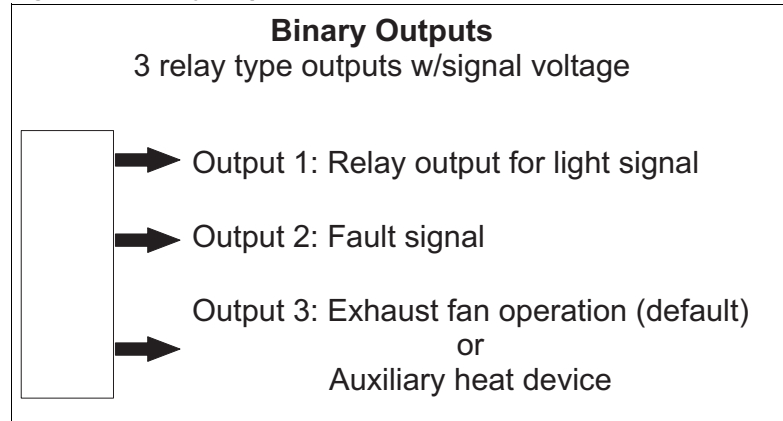 Binary Outputs
3 relay type outputs w/signal voltage
Output 1: Relay output for light signal
Output 2: Fault signal
Output 3: Exhaust fan operation (default)
or
Auxiliary heat device